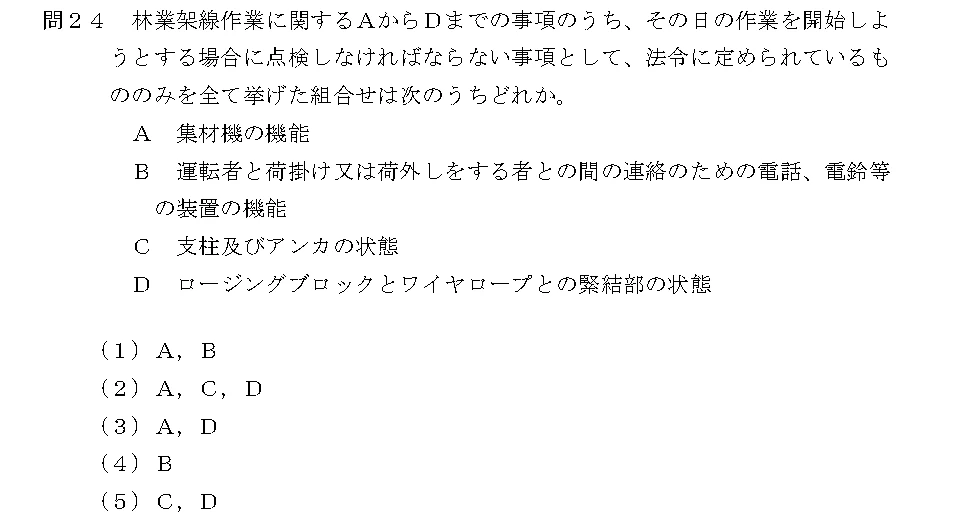 問２４　林業架線作業に関するＡからＤまでの事項のうち、その日の作業を開始しよ
うとする場合に点検しなければならない事項として、法令に定められているも
ののみを全て挙げた組合せは次のうちどれか。
Ａ　集材機の機能
Ｂ　運転者と荷掛け又は荷外しをする者との間の連絡のための電話、電鈴等
の装置の機能
Ｃ　支柱及びアンカの状態
Ｄ　ロージングブロックとワイヤロープとの緊結部の状態
（１）Ａ，Ｂ
（２）Ａ，Ｃ，Ｄ
（３）Ａ，Ｄ
（４）Ｂ
（５）Ｃ，Ｄ